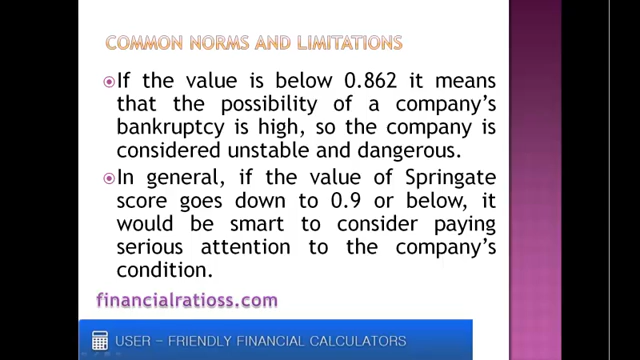 COMMON NORMS AND LIMITATIONS
If the value is below 0.862 it means
that the possibility of a company's
bankruptcy is high, so the company is
considered unstable and dangerous.
In general, if the value of Springate
score goes down to 0.9 or below, it
would be smart to consider paying
serious attention to the company's
condition.
financialratioss.com
USER - FRIENDLY FINANCIAL CALCULATORS